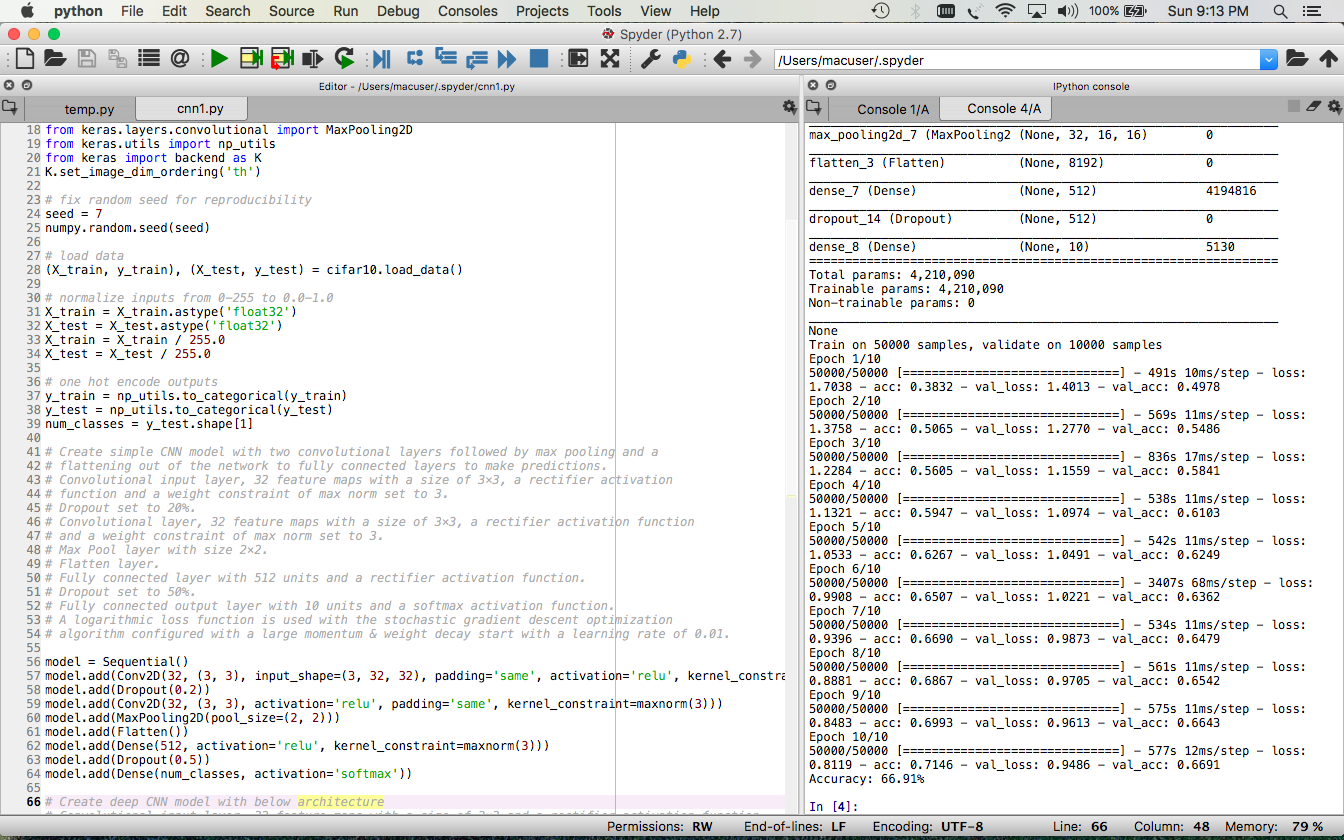 python File Edit Search Source Run Debug Consoles Projects Tools View Help 100% Sun 9:13 PM
Spyder (Python 2.7)
/Users/macuser/.spyder
Editor - /Users/macuser/.spyder/cnn1.py
temp.py cnn1.py
18 from keras.layers.convolutional import MaxPooling2D
19 from keras.utils import np_utils
20 from keras import backend as K
21 K.set_image_dim_ordering('th')
22
23 # fix random seed for reproducibility
24 seed = 7
25 numpy.random.seed(seed)
26
27 # load data
28 (X_train, y_train), (X_test, y_test) = cifar10.load_data()
29
30 # normalize inputs from 0-255 to 0.0-1.0
31 X_train = X_train.astype('float32')
32 X_test = X_test.astype('float32')
33 X_train = X_train / 255.0
34 X_test = X_test / 255.0
35
36 # one hot encode outputs
37 y_train = np_utils.to_categorical(y_train)
38 y_test = np_utils.to_categorical(y_test)
39 num_classes = y_test.shape[1]
40
41 # Create simple CNN model with two convolutional layers followed by max pooling and a
42 # flattening out of the network to fully connected layers to make predictions.
43 # Convolutional input layer, 32 feature maps with a size of 3×3, a rectifier activation
44 # function and a weight constraint of max norm set to 3.
45 # Dropout set to 20%.
46 # Convolutional layer, 32 feature maps with a size of 3×3, a rectifier activation function
47 # and a weight constraint of max norm set to 3.
48 # Max Pool layer with size 2×2.
49 # Flatten layer.
50 # Fully connected layer with 512 units and a rectifier activation function.
51 # Dropout set to 50%.
52 # Fully connected output layer with 10 units and a softmax activation function.
53 # A logarithmic loss function is used with the stochastic gradient descent optimization
54 # algorithm configured with a large momentum & weight decay start with a learning rate of 0.01.
55
56 model = Sequential()
57 model.add(Conv2D(32, (3, 3), input_shape=(3, 32, 32), padding='same', activation='relu', kernel_constra
58 model.add(Dropout(0.2))
59 model.add(Conv2D(32, (3, 3), activation='relu', padding='same', kernel_constraint=maxnorm(3)))
60 model.add(MaxPooling2D(pool_size=(2, 2)))
61 model.add(Flatten())
62 model.add(Dense(512, activation='relu', kernel_constraint=maxnorm(3)))
63 model.add(Dropout(0.5))
64 model.add(Dense(num_classes, activation='softmax'))
65
66 # Create deep CNN model with below architecture
IPython console
Console 1/A Console 4/A
max_pooling2d_7 (MaxPooling2 (None, 32, 16, 16) 0
flatten_3 (Flatten) (None, 8192) 0
dense_7 (Dense) (None, 512) 4194816
dropout_14 (Dropout) (None, 512) 0
dense_8 (Dense) (None, 10) 5130
Total params: 4,210,090
Trainable params: 4,210,090
Non-trainable params: 0
None
Train on 50000 samples, validate on 10000 samples
Epoch 1/10
50000/50000 [==============================] - 491s 10ms/step - loss:
1.7038 - acc: 0.3832 - val_loss: 1.4013 - val_acc: 0.4978
Epoch 2/10
50000/50000 [==============================] - 569s 11ms/step - loss:
1.3758 - acc: 0.5065 - val_loss: 1.2770 - val_acc: 0.5486
Epoch 3/10
50000/50000 [==============================] - 836s 17ms/step - loss:
1.2284 - acc: 0.5605 - val_loss: 1.1559 - val_acc: 0.5841
Epoch 4/10
50000/50000 [==============================] - 538s 11ms/step - loss:
1.1321 - acc: 0.5947 - val_loss: 1.0974 - val_acc: 0.6103
Epoch 5/10
50000/50000 [==============================] - 542s 11ms/step - loss:
1.0533 - acc: 0.6267 - val_loss: 1.0491 - val_acc: 0.6249
Epoch 6/10
50000/50000 [==============================] - 3407s 68ms/step - loss:
0.9908 - acc: 0.6507 - val_loss: 1.0221 - val_acc: 0.6362
Epoch 7/10
50000/50000 [==============================] - 534s 11ms/step - loss:
0.9396 - acc: 0.6690 - val_loss: 0.9873 - val_acc: 0.6479
Epoch 8/10
50000/50000 [==============================] - 561s 11ms/step - loss:
0.8881 - acc: 0.6867 - val_loss: 0.9705 - val_acc: 0.6542
Epoch 9/10
50000/50000 [==============================] - 575s 11ms/step - loss:
0.8483 - acc: 0.6993 - val_loss: 0.9613 - val_acc: 0.6643
Epoch 10/10
50000/50000 [==============================] - 577s 12ms/step - loss:
0.8119 - acc: 0.7146 - val_loss: 0.9486 - val_acc: 0.6691
Accuracy: 66.91%
In [4]:
Permissions: RW End-of-lines: LF Encoding: UTF-8 Line: 66 Column: 48 Memory: 79 %